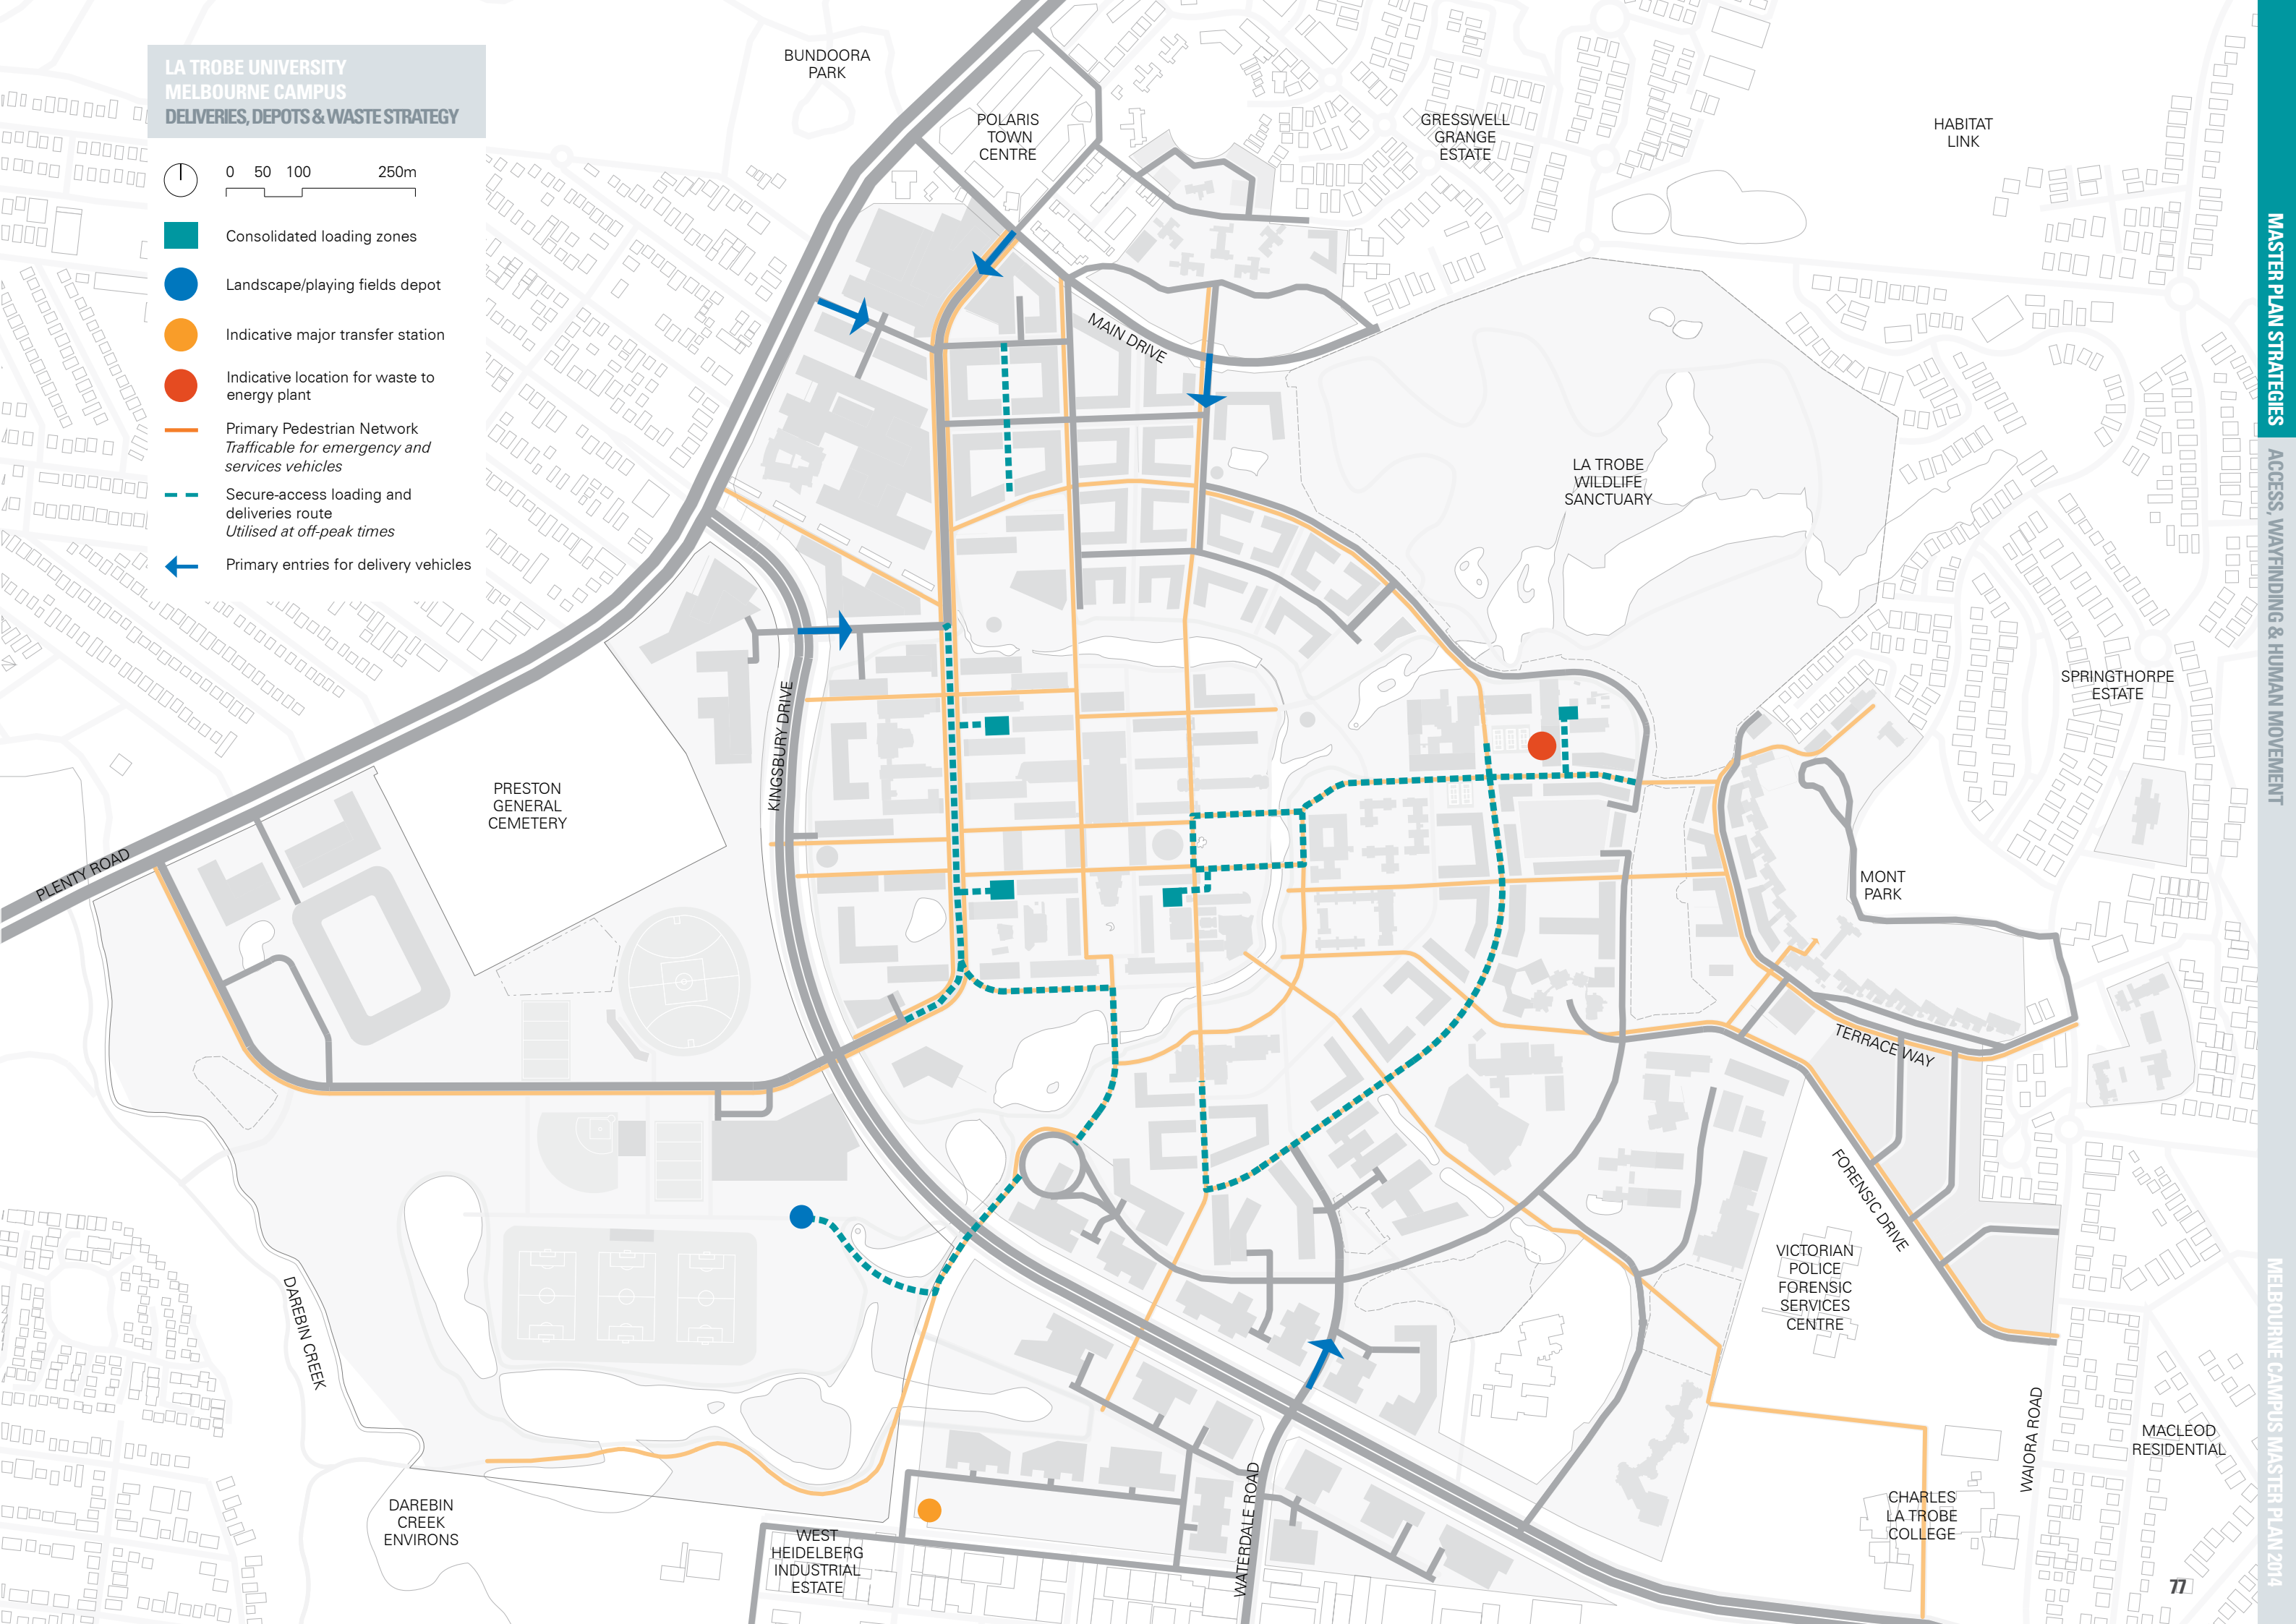 LA TROBE UNIVERSITY
MELBOURNE CAMPUS
DELIVERIES, DEPOTS & WASTE STRATEGY
0 50 100 250m
Consolidated loading zones
Landscape/playing fields depot
Indicative major transfer station
Indicative location for waste to
energy plant
Primary Pedestrian Network
Trafficable for emergency and
services vehicles
Secure-access loading and
deliveries route
Utilised at off-peak times
Primary entries for delivery vehicles
BUNDOORA
PARK
POLARIS
TOWN
CENTRE
GRESSWELL
GRANGE
ESTATE
HABITAT
LINK
MAIN DRIVE
LA TROBE
WILDLIFE
SANCTUARY
SPRINGTHORPE
ESTATE
KINGSBURY DRIVE
PRESTON
GENERAL
CEMETERY
PLENTY ROAD
MONT
PARK
TERRACE WAY
FORENSIC DRIVE
VICTORIAN
POLICE
FORENSIC
SERVICES
CENTRE
DAREBIN CREEK
DAREBIN
CREEK
ENVIRONS
WEST
HEIDELBERG
INDUSTRIAL
ESTATE
WATERDALE ROAD
CHARLES
LA TROBE
COLLEGE
WAIORA ROAD
MACLEOD
RESIDENTIAL
MASTER PLAN STRATEGIES
ACCESS, WAYFINDING & HUMAN MOVEMENT
MELBOURNE CAMPUS MASTER PLAN 2014
77